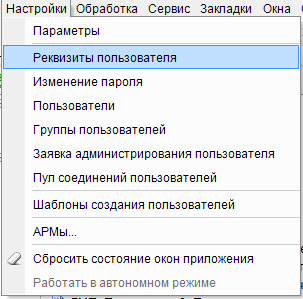 Настройки Обработка Сервис Закладки Окна
Параметры
Реквизиты пользователя
Изменение пароля
Пользователи
Группы пользователей
Заявка администрирования пользователя
Пул соединений пользователей
Шаблоны создания пользователей
АРМы...
Сбросить состояние окон приложения
Работать в автономном режиме